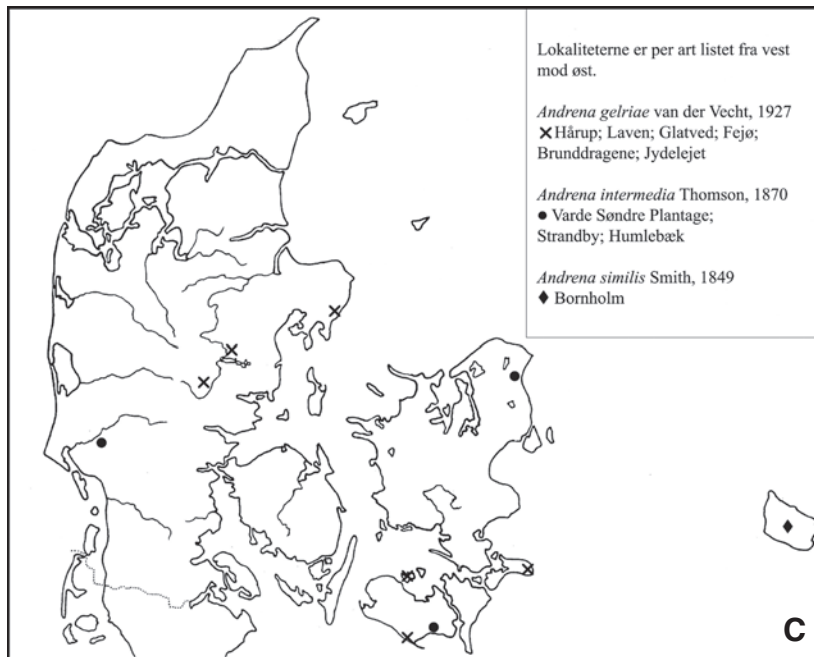 Lokaliteterne er per art listet fra vest
mod øst.
Andrena gelriae van der Vecht, 1927
✕ Hårup; Laven; Glatved; Fejø;
Brunddragene; Jydelejet
Andrena intermedia Thomson, 1870
● Varde Søndre Plantage;
Strandby; Humlebæk
Andrena similis Smith, 1849
♦ Bornholm
C